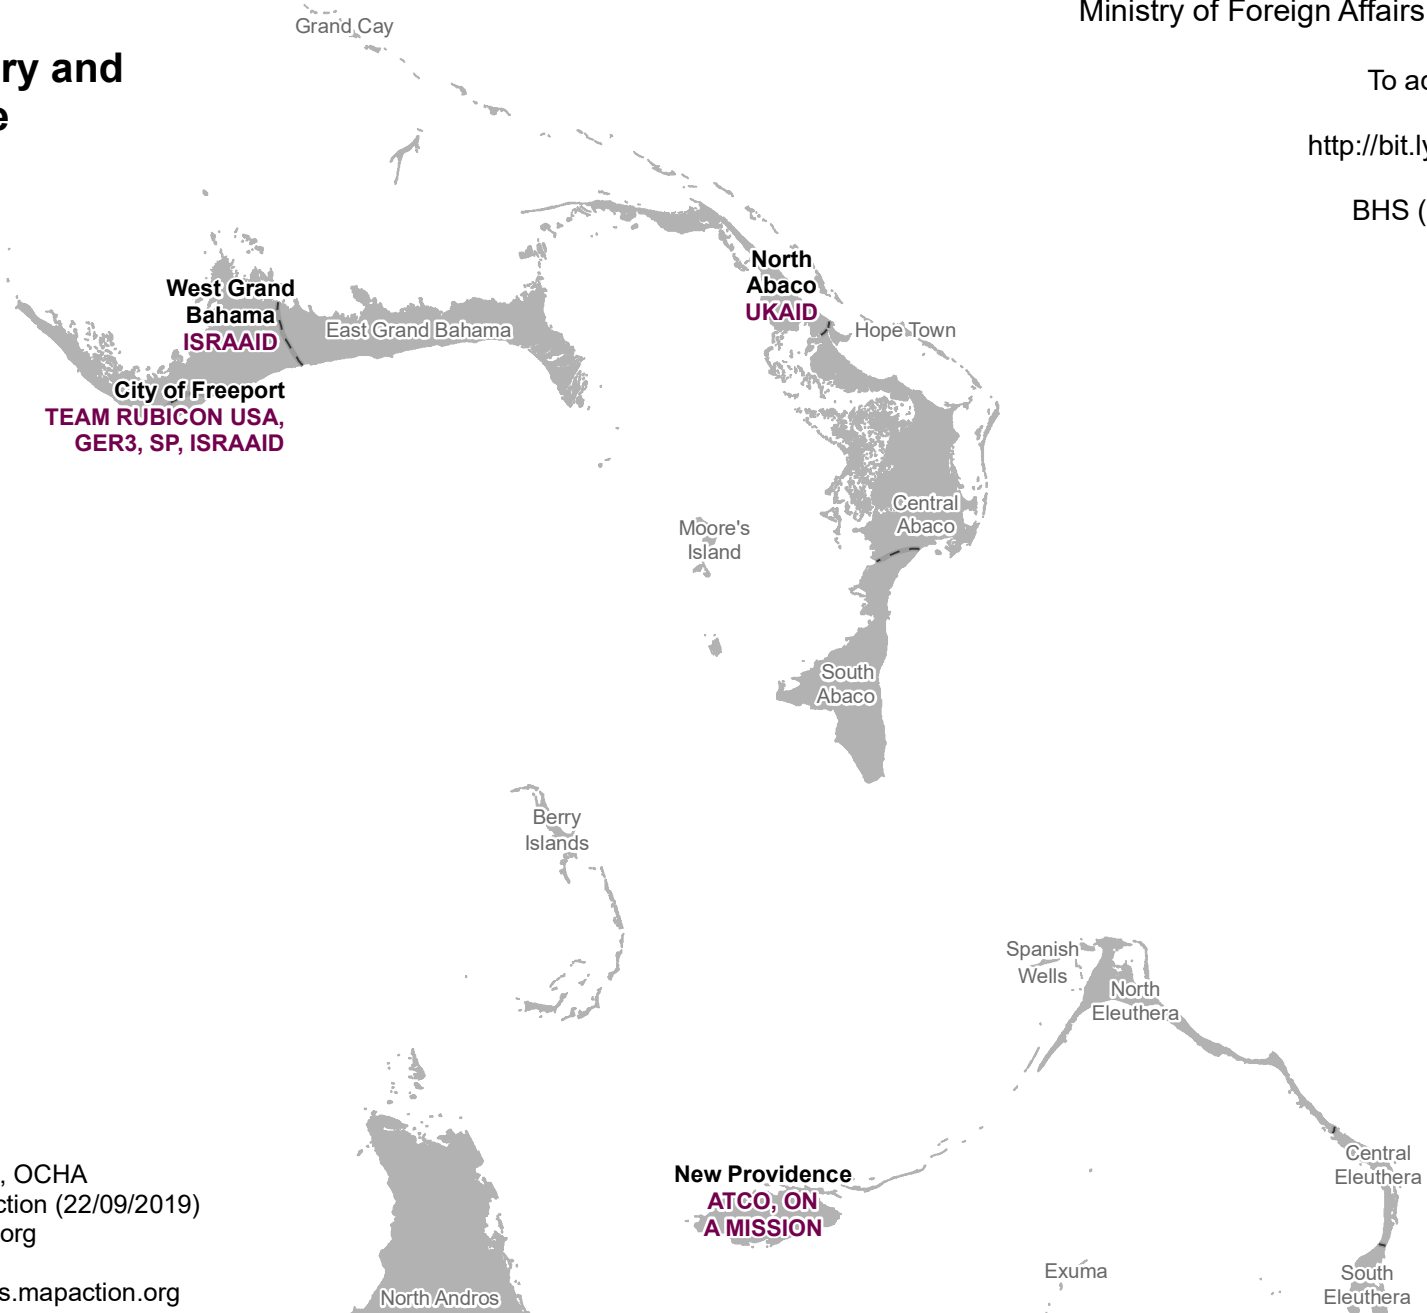 Grand Cay
Ministry of Foreign Affairs
ry and
e
To ac
http://bit.ly
BHS (
North
Abaco
UKAID
West Grand
Bahama
ISRAAID
East Grand Bahama
Hope Town
City of Freeport
TEAM RUBICON USA,
GER3, SP, ISRAAID
Central
Abaco
Moore's
Island
South
Abaco
Berry
Islands
Spanish
Wells
North
Eleuthera
Central
Eleuthera
New Providence
ATCO, ON
A MISSION
, OCHA
ction (22/09/2019)
org
s.mapaction.org
North Andros
Exuma
South
Eleuthera